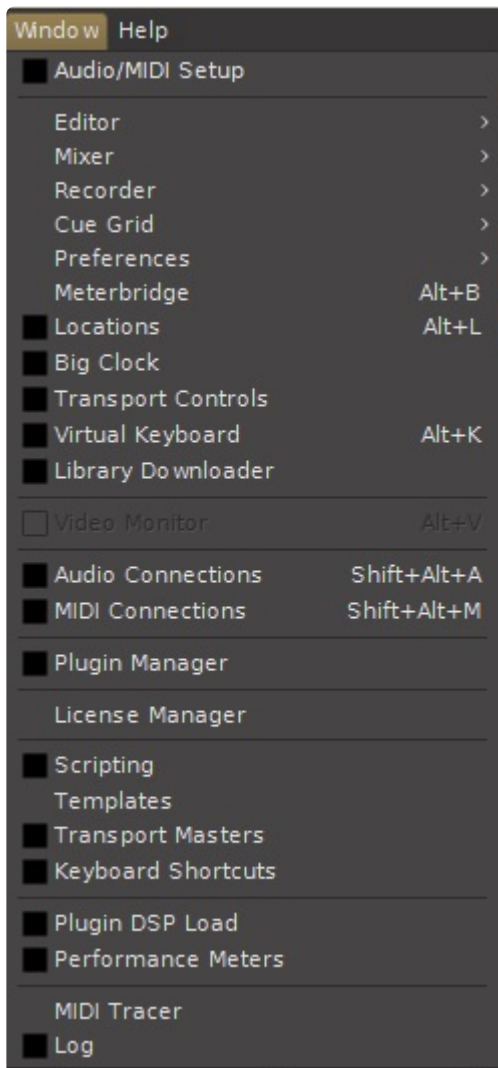 Window Help
Audio/MIDI Setup
Editor
Mixer
Recorder
Cue Grid
Preferences
Meterbridge Alt+B
Locations Alt+L
Big Clock
Transport Controls
Virtual Keyboard Alt+K
Library Downloader
Video Monitor Alt+V
Audio Connections Shift+Alt+A
MIDI Connections Shift+Alt+M
Plugin Manager
License Manager
Scripting
Templates
Transport Masters
Keyboard Shortcuts
Plugin DSP Load
Performance Meters
MIDI Tracer
Log